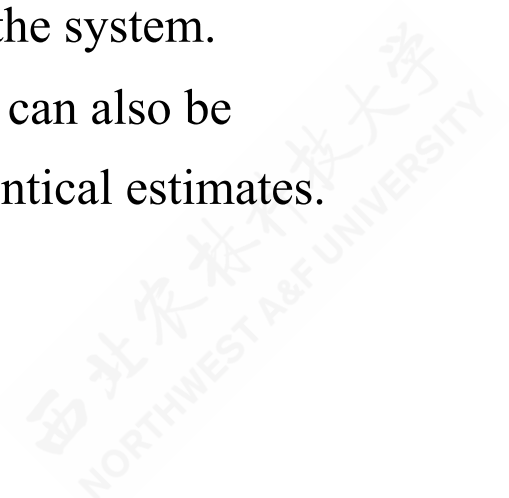 the system.
can also be
ntical estimates.
西北农林科技大学
NORTHWEST A&F UNIVERSITY